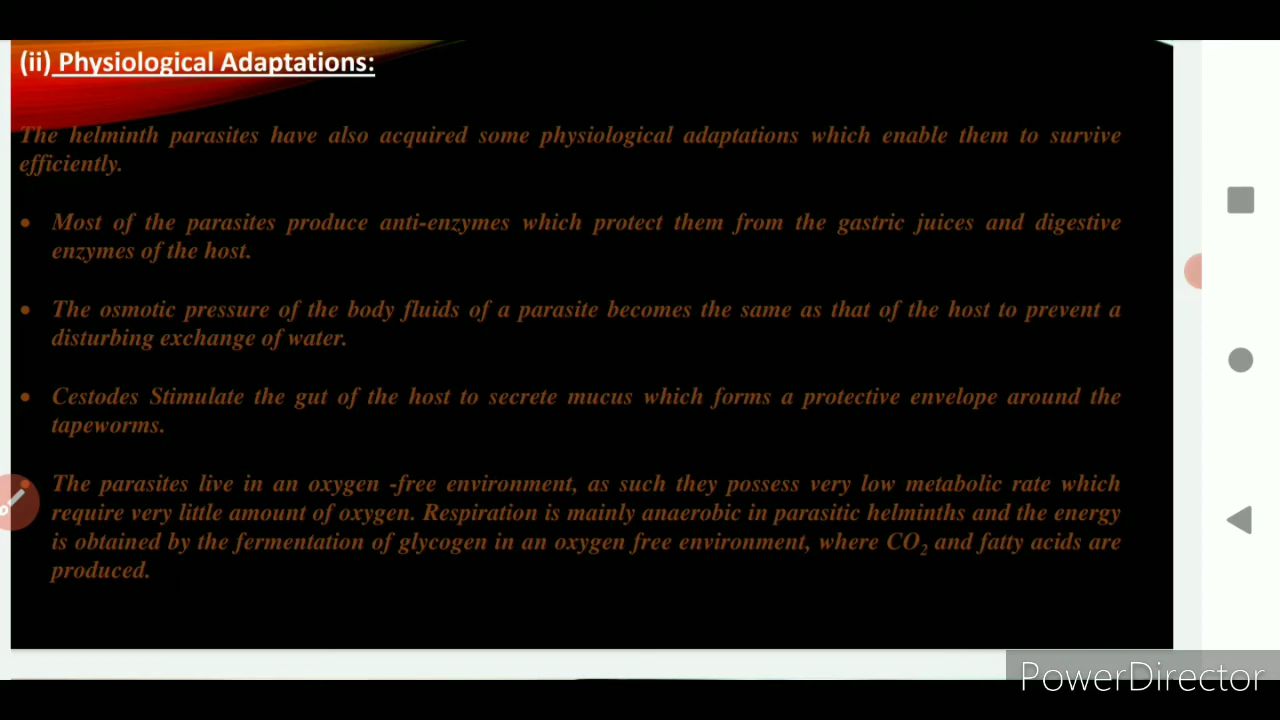 (ii) Physiological Adaptations:
The helminth parasites have also acquired some physiological adaptations which enable them to survive
efficiently.
• Most of the parasites produce anti-enzymes which protect them from the gastric juices and digestive
enzymes of the host.
• The osmotic pressure of the body fluids of a parasite becomes the same as that of the host to prevent a
disturbing exchange of water.
• Cestodes Stimulate the gut of the host to secrete mucus which forms a protective envelope around the
tapeworms.
• The parasites live in an oxygen -free environment, as such they possess very low metabolic rate which
require very little amount of oxygen. Respiration is mainly anaerobic in parasitic helminths and the energy
is obtained by the fermentation of glycogen in an oxygen free environment, where CO₂ and fatty acids are
produced.
PowerDirector